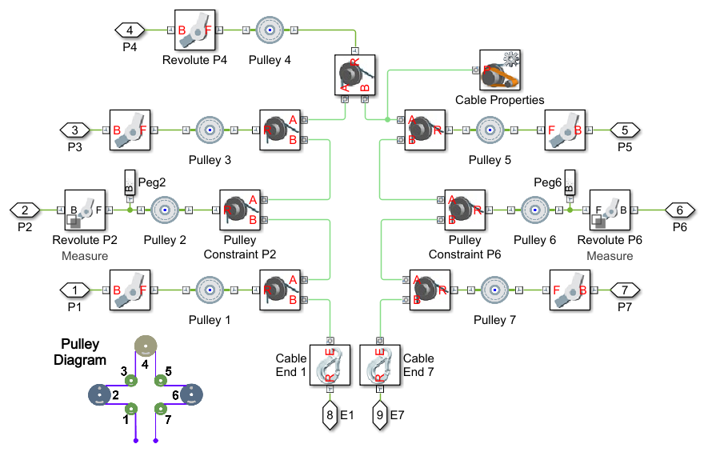 4
P4
B F
Revolute P4
Pulley 4
R
A B
Cable Properties
3
P3
B F
Pulley 3
R A
B
A
B R
Pulley 5
F B
5
P5
2
P2
B F
Revolute P2
Measure
B
Peg2
Pulley 2
R A
B
Pulley
Constraint P2
A
B R
Pulley
Constraint P6
Pulley 6
B
Peg6
F B
Revolute P6
Measure
6
P6
1
P1
B F
Pulley 1
R A
B
A
B R
Pulley 7
F B
7
P7
Cable
End 1
R E
8
E1
R E
Cable
End 7
9
E7
Pulley
Diagram
4
3
5
2
6
1
7